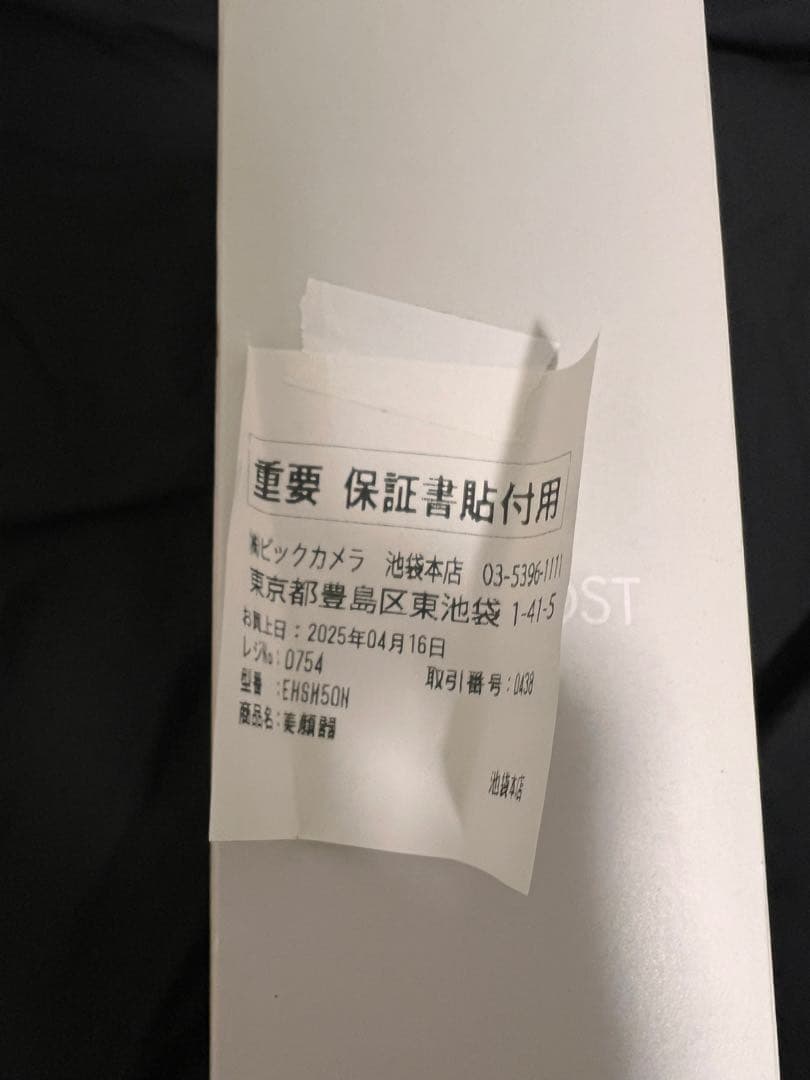 重要 保証書貼付用
㈱ビックカメラ 池袋本店 03-5396-1111
東京都豊島区東池袋 1-41-5
お買上日：2025年04月16日
レジNo：0754 取引番号：0438
型番 ：EHSH50N
商品名：美顔器
池袋本店
OST